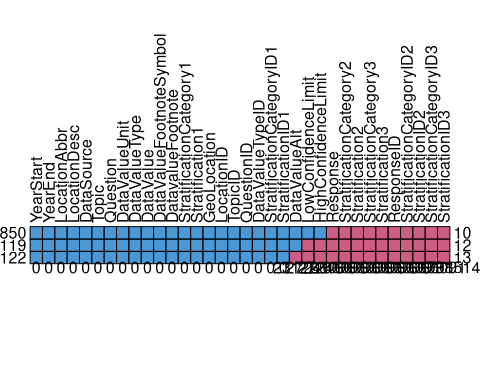 YearStart
YearEnd
LocationAbbr
LocationDesc
DataSource
Topic
Question
DataValueUnit
DataValueType
DataValue
DataValueFootnoteSymbol
DataValueFootnote
StratificationCategory1
Stratification1
GeoLocation
LocationID
TopicID
QuestionID
DataValueTypeID
StratificationCategoryID1
StratificationID1
DataValueAlt
LowConfidenceLimit
HighConfidenceLimit
Response
StratificationCategory2
Stratification2
StratificationCategory3
Stratification3
ResponseID
StratificationCategoryID2
StratificationID2
StratificationCategoryID3
StratificationID3
850 10
119 12
122 13
0 0 0 0 0 0 0 0 0 0 0 0 0 0 0 0 0 0 0 0